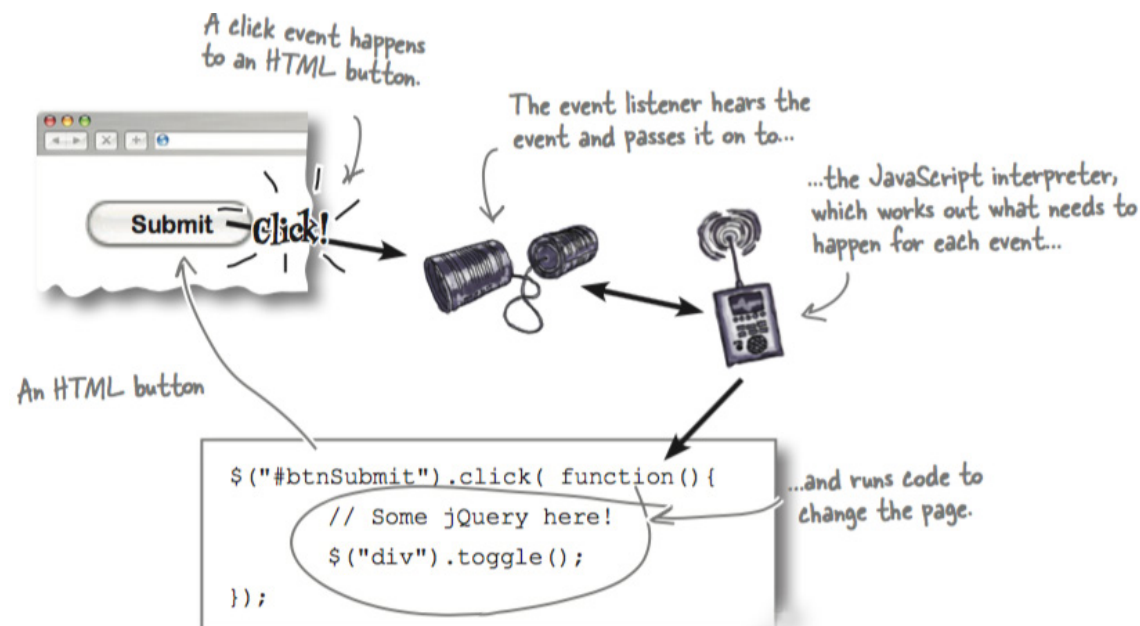 A click event happens
to an HTML button.
The event listener hears the
event and passes it on to...
...the JavaScript interpreter,
which works out what needs to
happen for each event...
Submit
Click!
An HTML button
$("#btnSubmit").click( function(){
// Some jQuery here!
$("div").toggle();
});
...and runs code to
change the page.